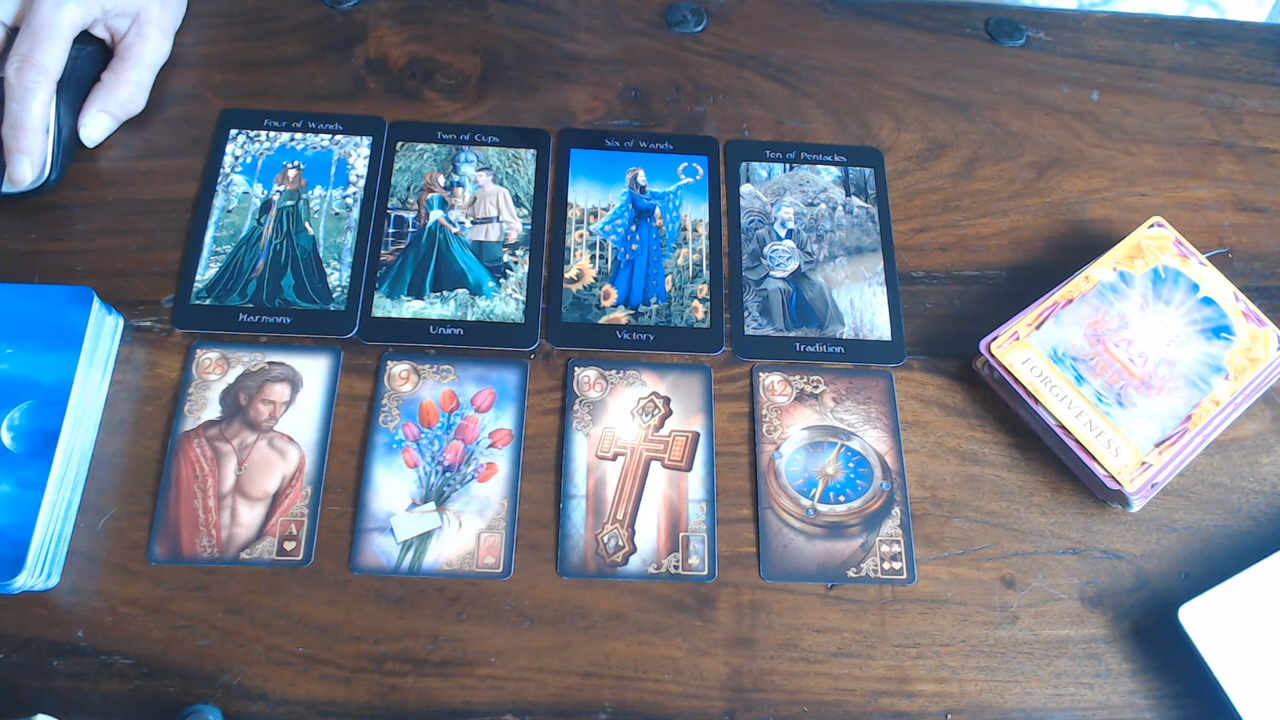 Four of Wands
Two of Cups
Six of Wands
Ten of Pentacles
Harmony
Union
Victory
Tradition
28
9
36
42
A
FORGIVENESS